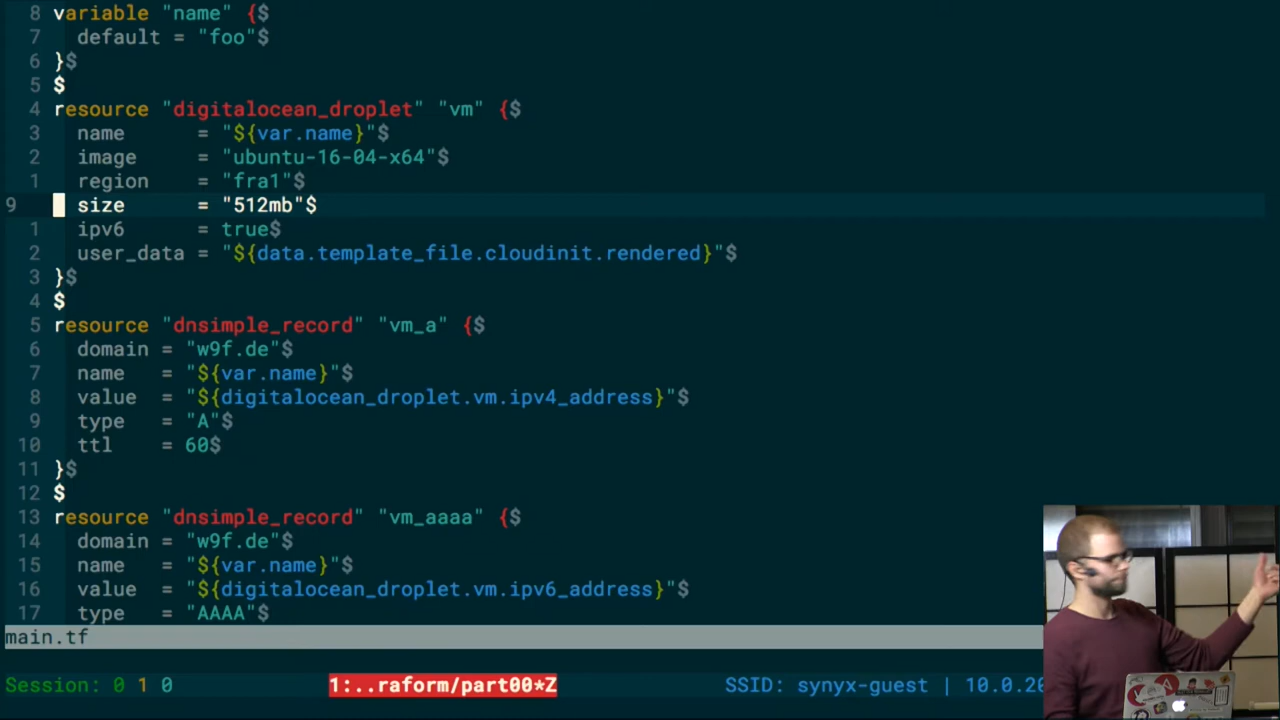 8 variable "name" {$
7   default = "foo"$
6 }$
5 $
4 resource "digitalocean_droplet" "vm" {$
3   name      = "${var.name}"$
2   image     = "ubuntu-16-04-x64"$
1   region    = "fra1"$
9   size      = "512mb"$
1   ipv6      = true$
2   user_data = "${data.template_file.cloudinit.rendered}"$
3 }$
4 $
5 resource "dnsimple_record" "vm_a" {$
6   domain = "w9f.de"$
7   name   = "${var.name}"$
8   value  = "${digitalocean_droplet.vm.ipv4_address}"$
9   type   = "A"$
10   ttl    = 60$
11 }$
12 $
13 resource "dnsimple_record" "vm_aaaa" {$
14   domain = "w9f.de"$
15   name   = "${var.name}"$
16   value  = "${digitalocean_droplet.vm.ipv6_address}"$
17   type   = "AAAA"$
main.tf
Session: 0 1 0 1:..raform/part00*Z SSID: synyx-guest | 10.0.20